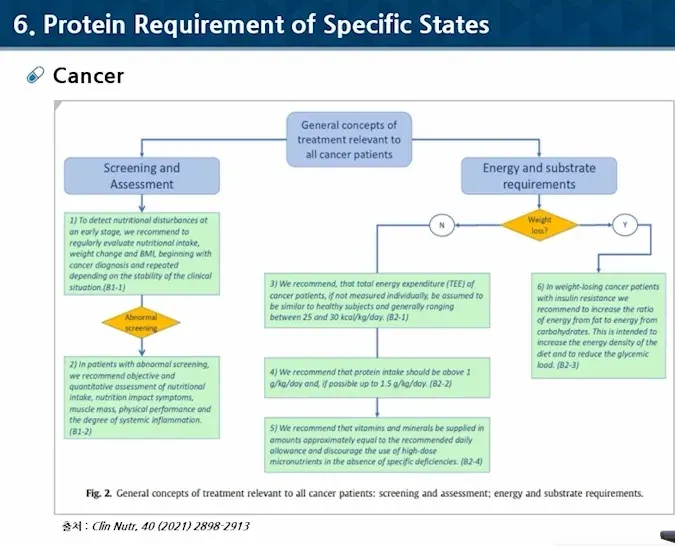 6. Protein Requirement of Specific States
Cancer
General concepts of
treatment relevant to
all cancer patients
Screening and
Assessment
Energy and substrate
requirements
1) To detect nutritional disturbances at
an early stage, we recommend to
regularly evaluate nutritional intake,
weight change and BMI, beginning with
cancer diagnosis and repeated
depending on the stability of the clinical
situation.(B1-1)
Abnormal
screening
2) In patients with abnormal screening,
we recommend objective and
quantitative assessment of nutritional
intake, nutrition impact symptoms,
muscle mass, physical performance and
the degree of systemic inflammation.
(B1-2)
Weight
loss?
N
Y
3) We recommend, that total energy expenditure (TEE) of
cancer patients, if not measured individually, be assumed to
be similar to healthy subjects and generally ranging
between 25 and 30 kcal/kg/day. (B2-1)
4) We recommend that protein intake should be above 1
g/kg/day and, if possible up to 1.5 g/kg/day. (B2-2)
5) We recommend that vitamins and minerals be supplied in
amounts approximately equal to the recommended daily
allowance and discourage the use of high-dose
micronutrients in the absence of specific deficiencies. (B2-4)
6) In weight-losing cancer patients
with insulin resistance we
recommend to increase the ratio
of energy from fat to energy from
carbohydrates. This is intended to
increase the energy density of the
diet and to reduce the glycemic
load. (B2-3)
Fig. 2. General concepts of treatment relevant to all cancer patients: screening and assessment; energy and substrate requirements.
출처 : Clin Nutr, 40 (2021) 2898-2913